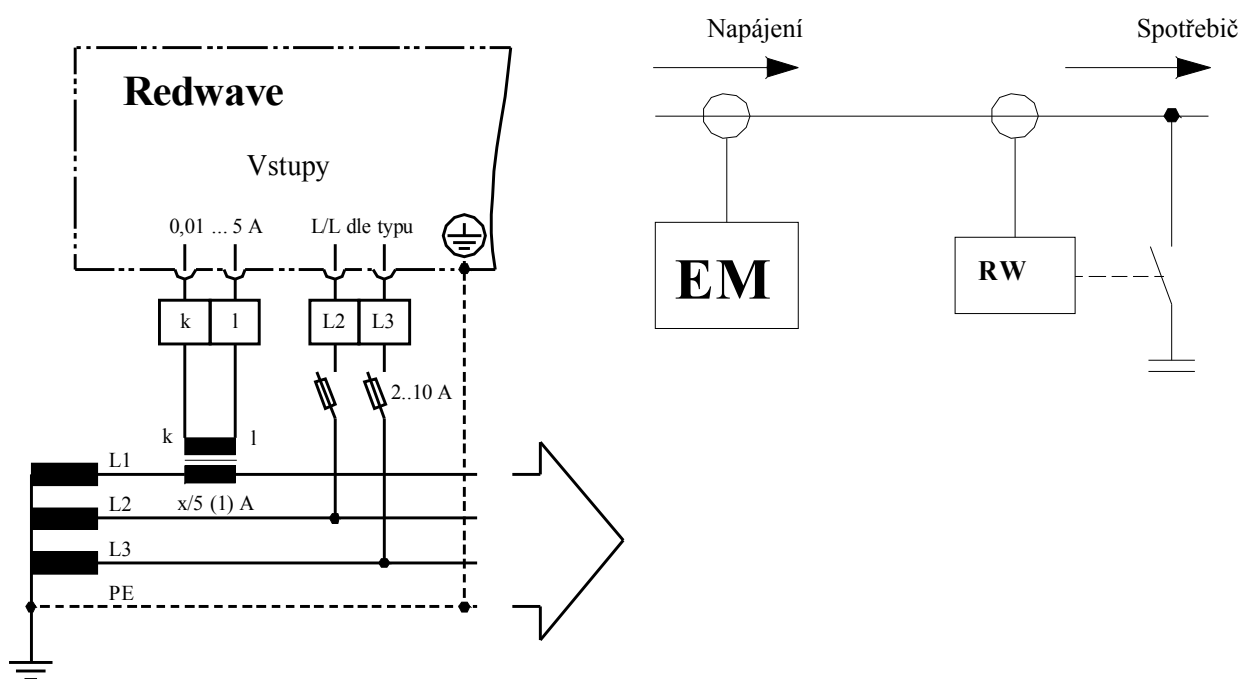 Redwave
Vstupy
0,01 ... 5 A
L/L dle typu
k
l
L2
L3
2..10 A
k
l
L1
x/5 (1) A
L2
L3
PE
Napájení
Spotřebič
EM
RW